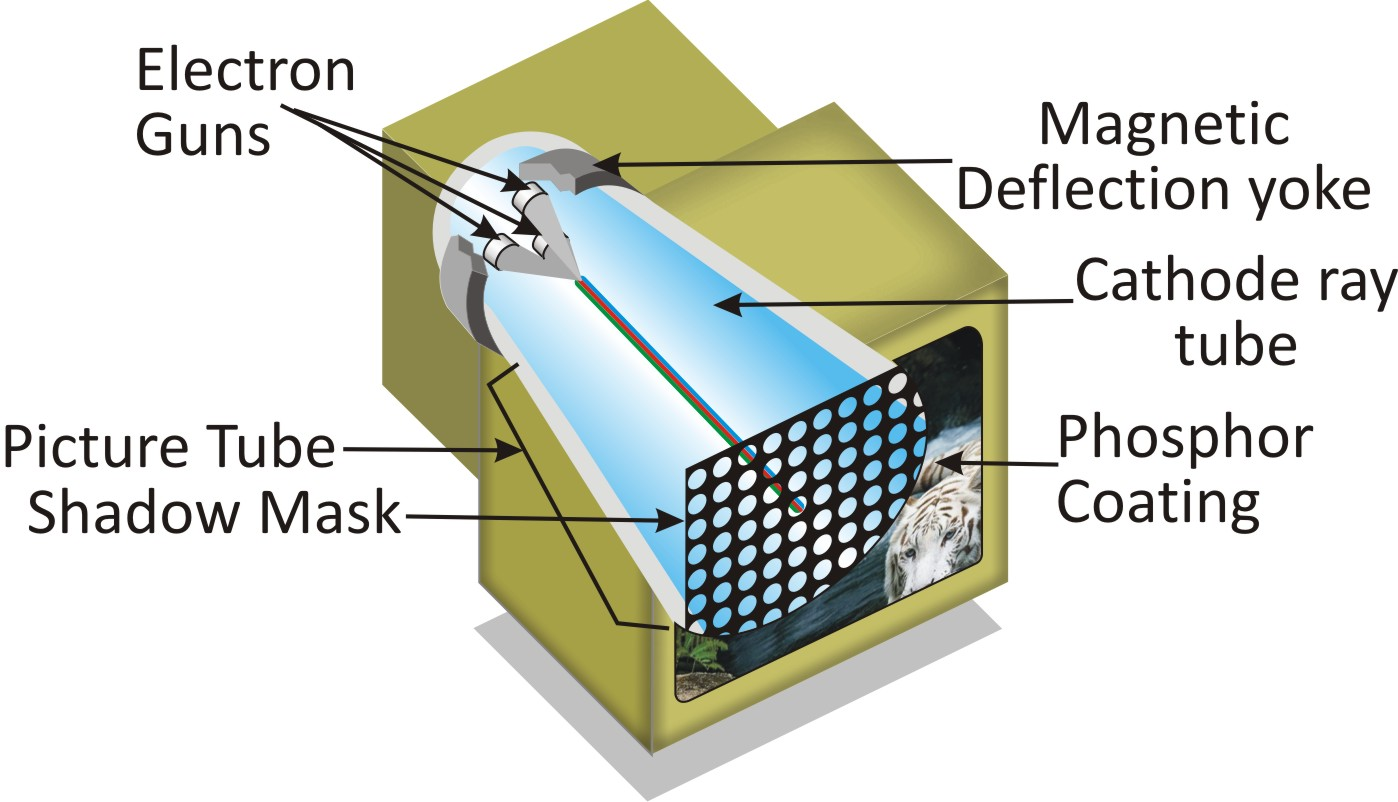 Electron
Guns
Magnetic
Deflection yoke
Cathode ray
tube
Picture Tube
Shadow Mask
Phosphor
Coating